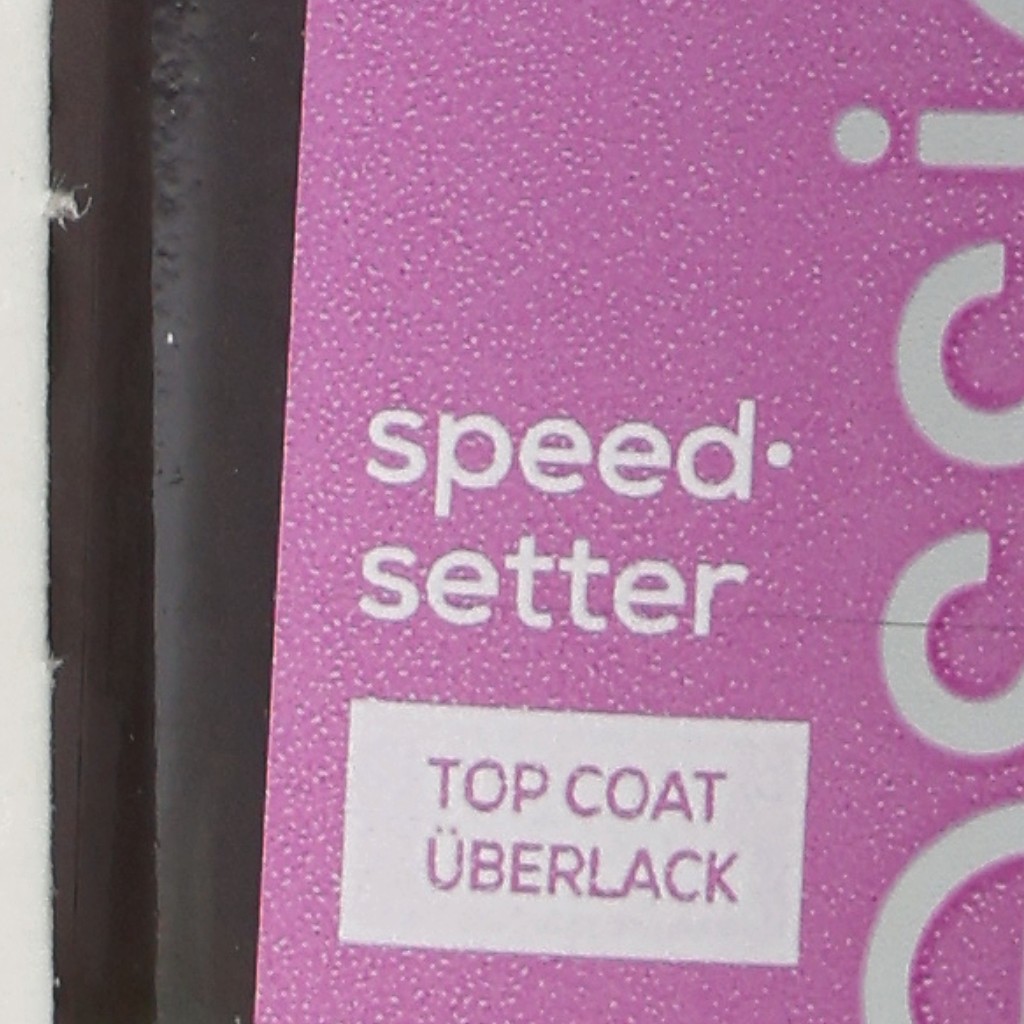 speed·
setter
TOP COAT
ÜBERLACK